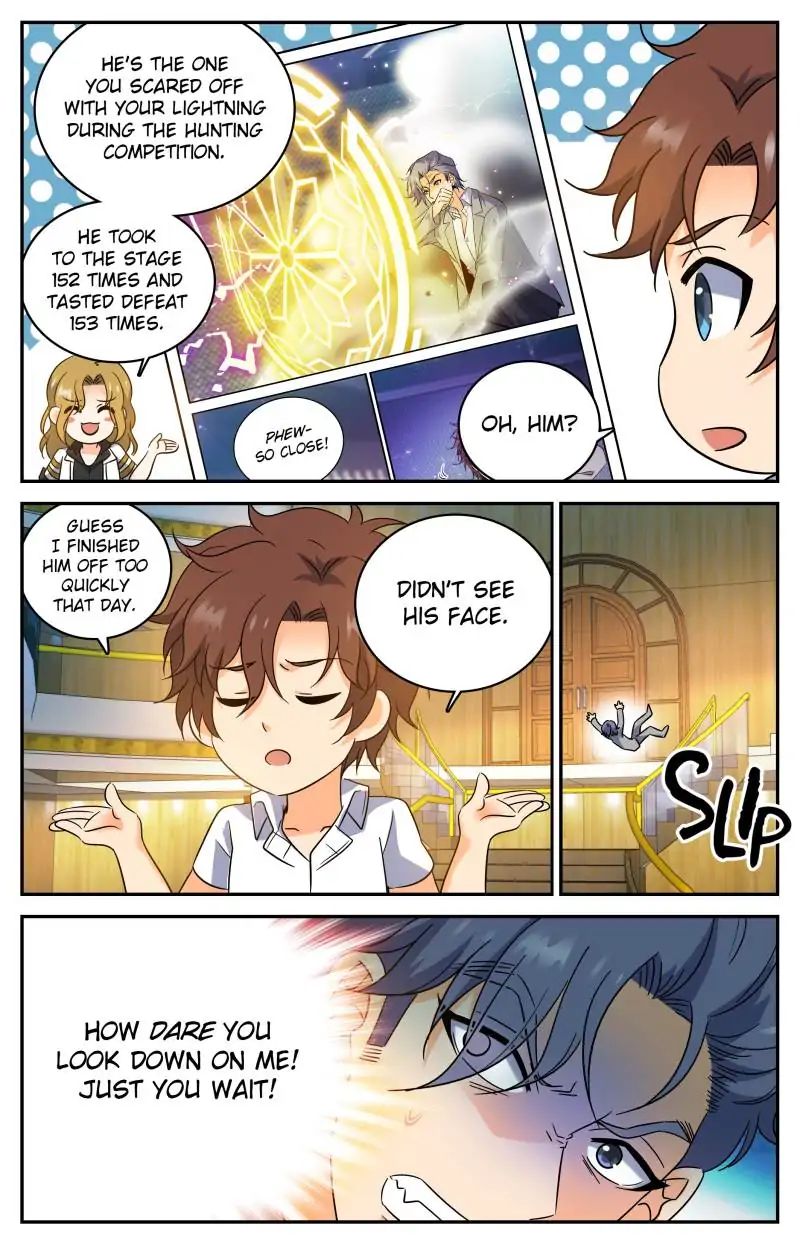 HE'S THE ONE
YOU SCARED OFF
WITH YOUR LIGHTNING
DURING THE HUNTING
COMPETITION.
HE TOOK
TO THE STAGE
152 TIMES AND
TASTED DEFEAT
153 TIMES.
PHEW-
SO CLOSE!
OH, HIM?
GUESS
I FINISHED
HIM OFF TOO
QUICKLY
THAT DAY.
DIDN'T SEE
HIS FACE.
SLIP
HOW DARE YOU
LOOK DOWN ON ME!
JUST YOU WAIT!